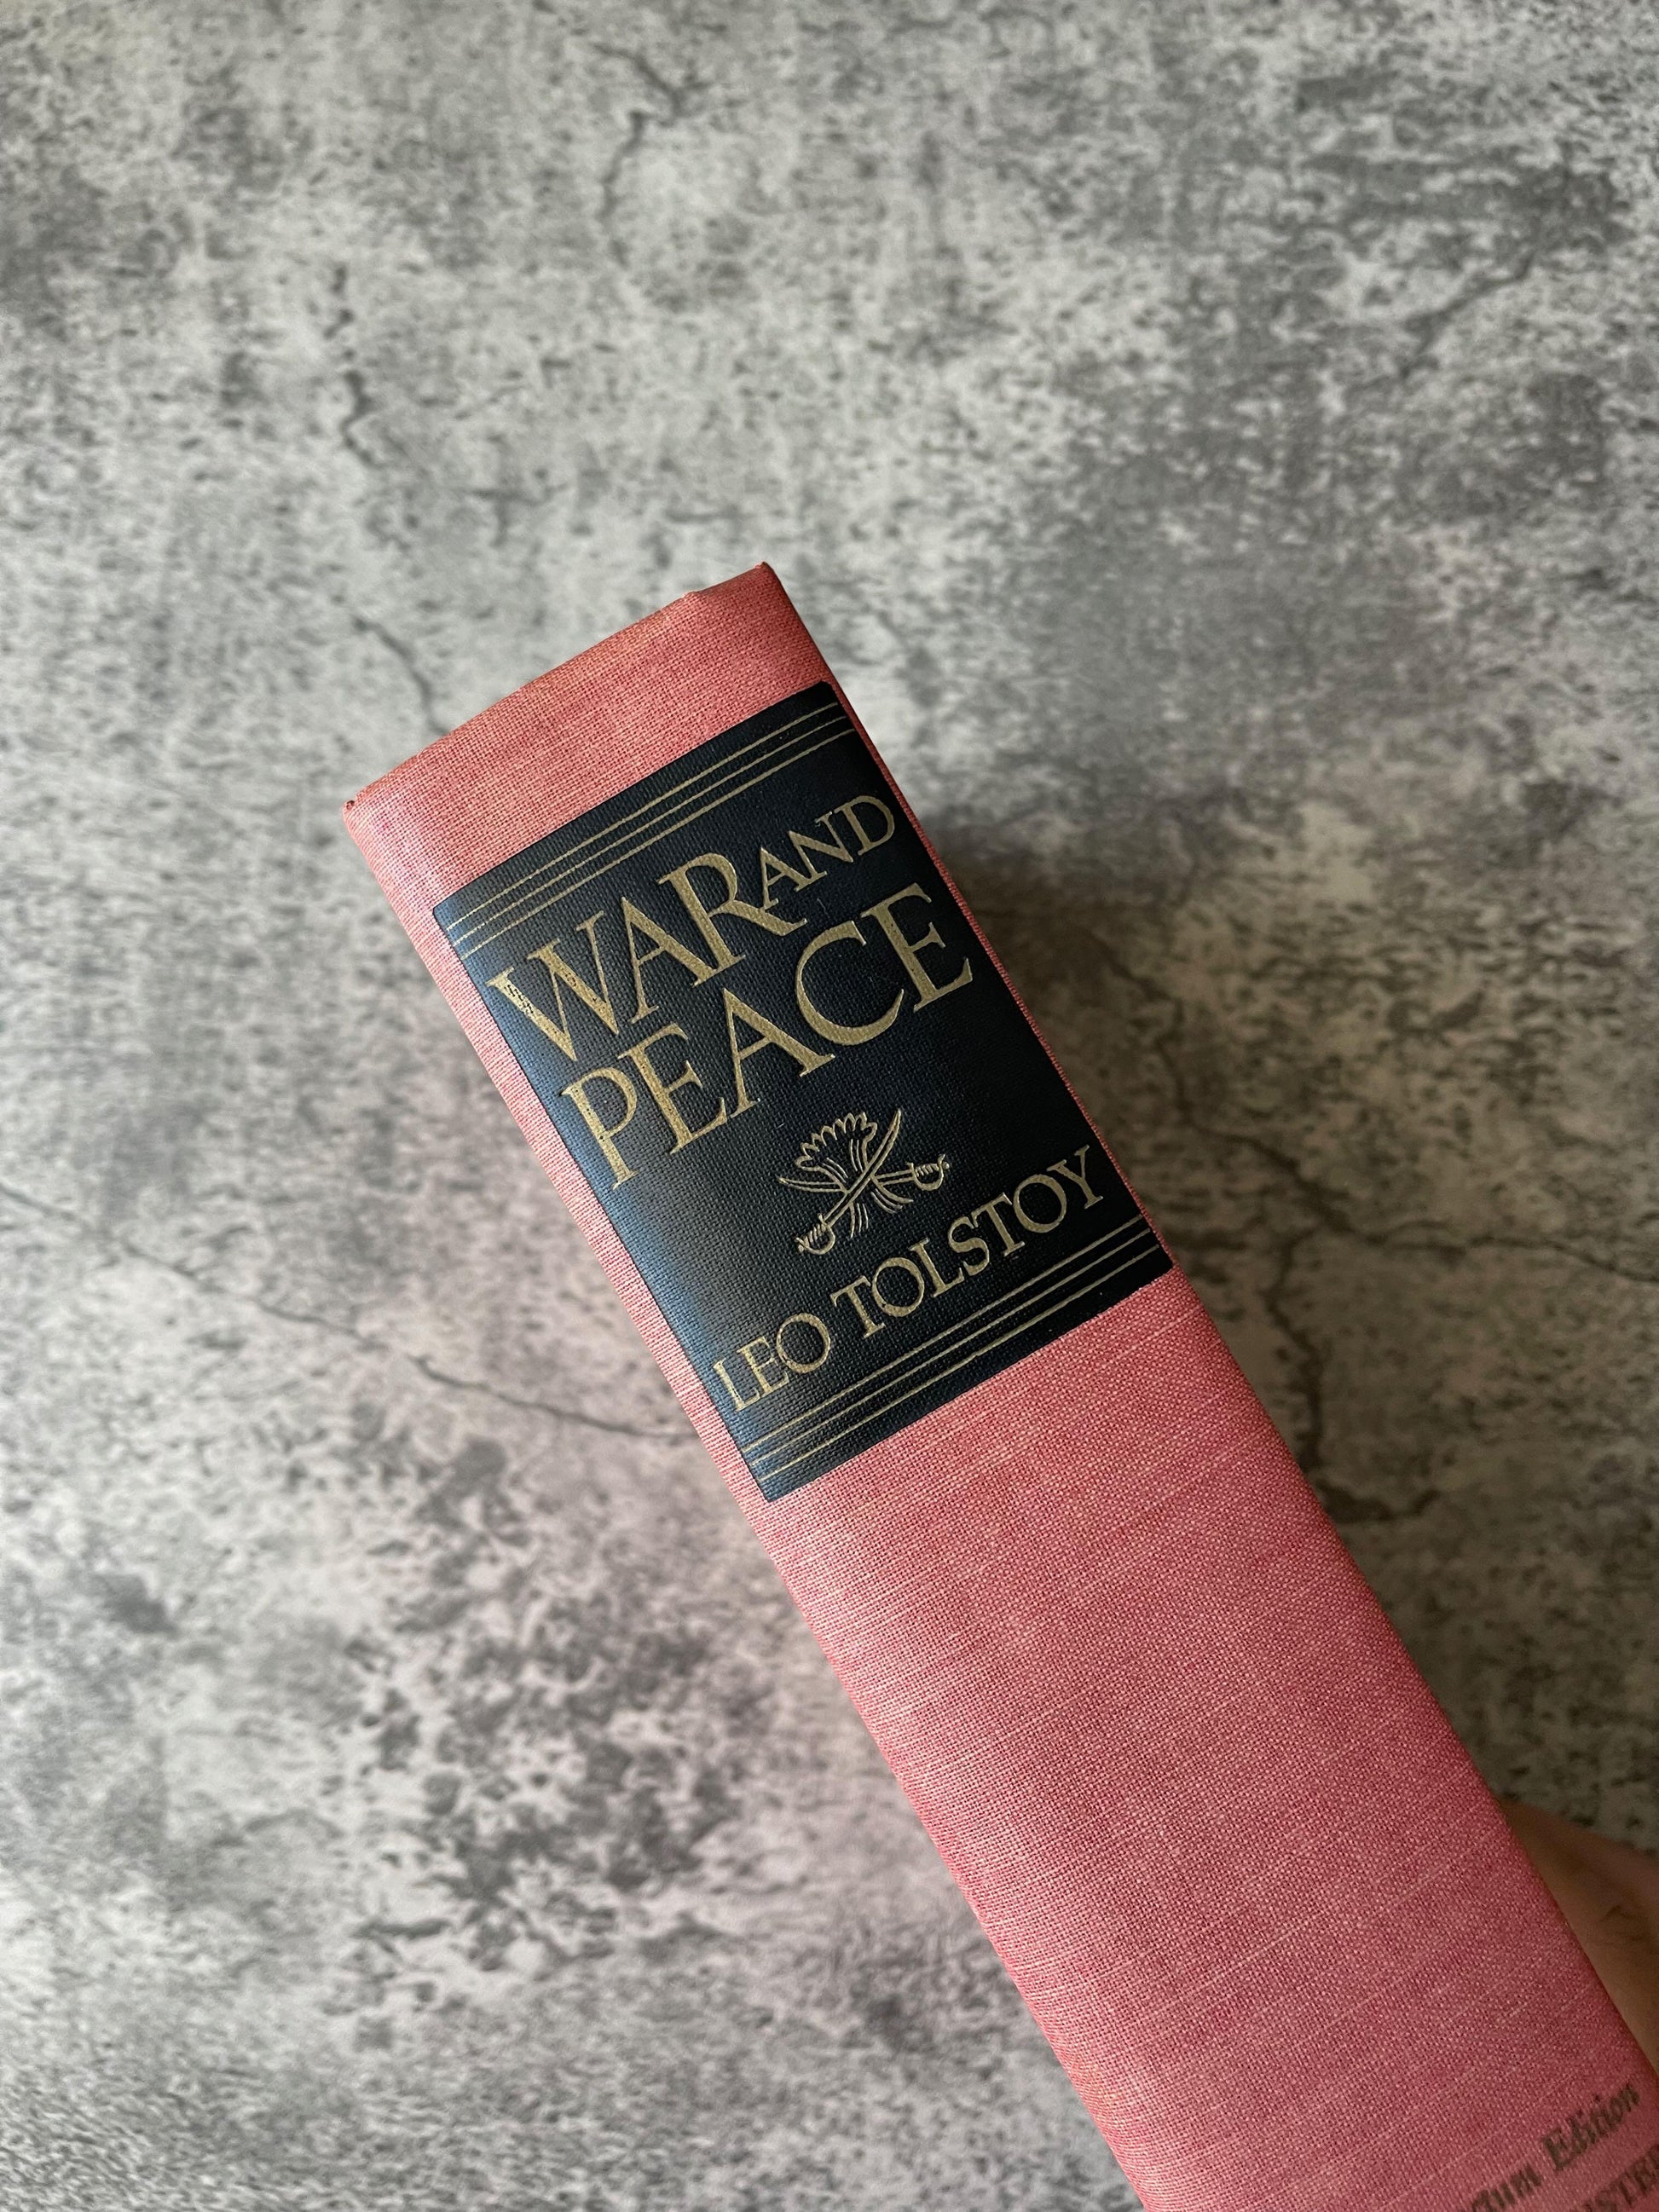 WAR AND
PEACE
LEO TOLSTOY
Edition